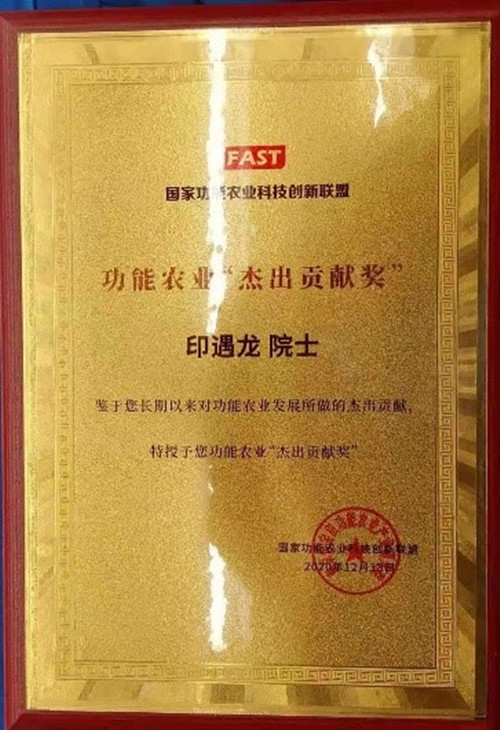 FAST
国家功能农业科技创新联盟
功能农业“杰出贡献奖”
印遇龙 院士
鉴于您长期以来对功能农业发展所做的杰出贡献，
特授予您功能农业“杰出贡献奖”
国家功能农业科技创新联盟
2020年12月13日